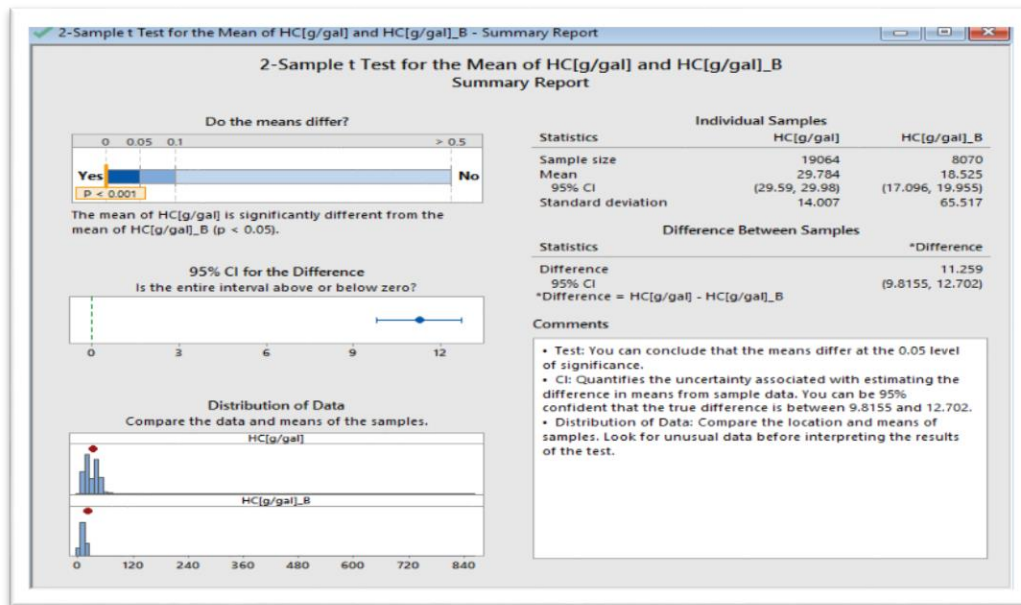 2-Sample t Test for the Mean of HC[g/gal] and HC[g/gal]_B - Summary Report
2-Sample t Test for the Mean of HC[g/gal] and HC[g/gal]_B
Summary Report
Do the means differ?
0 0.05 0.1 > 0.5
Yes No
P < 0.001
The mean of HC[g/gal] is significantly different from the
mean of HC[g/gal]_B (p < 0.05).
95% CI for the Difference
Is the entire interval above or below zero?
0 3 6 9 12
Distribution of Data
Compare the data and means of the samples.
HC[g/gal]
HC[g/gal]_B
0 120 240 360 480 600 720 840
Individual Samples
Statistics HC[g/gal] HC[g/gal]_B
Sample size 19064 8070
Mean 29.784 18.525
95% CI (29.59, 29.98) (17.096, 19.955)
Standard deviation 14.007 65.517
Difference Between Samples
Statistics *Difference
Difference 11.259
95% CI (9.8155, 12.702)
*Difference = HC[g/gal] - HC[g/gal]_B
Comments
• Test: You can conclude that the means differ at the 0.05 level
of significance.
• CI: Quantifies the uncertainty associated with estimating the
difference in means from sample data. You can be 95%
confident that the true difference is between 9.8155 and 12.702.
• Distribution of Data: Compare the location and means of
samples. Look for unusual data before interpreting the results
of the test.